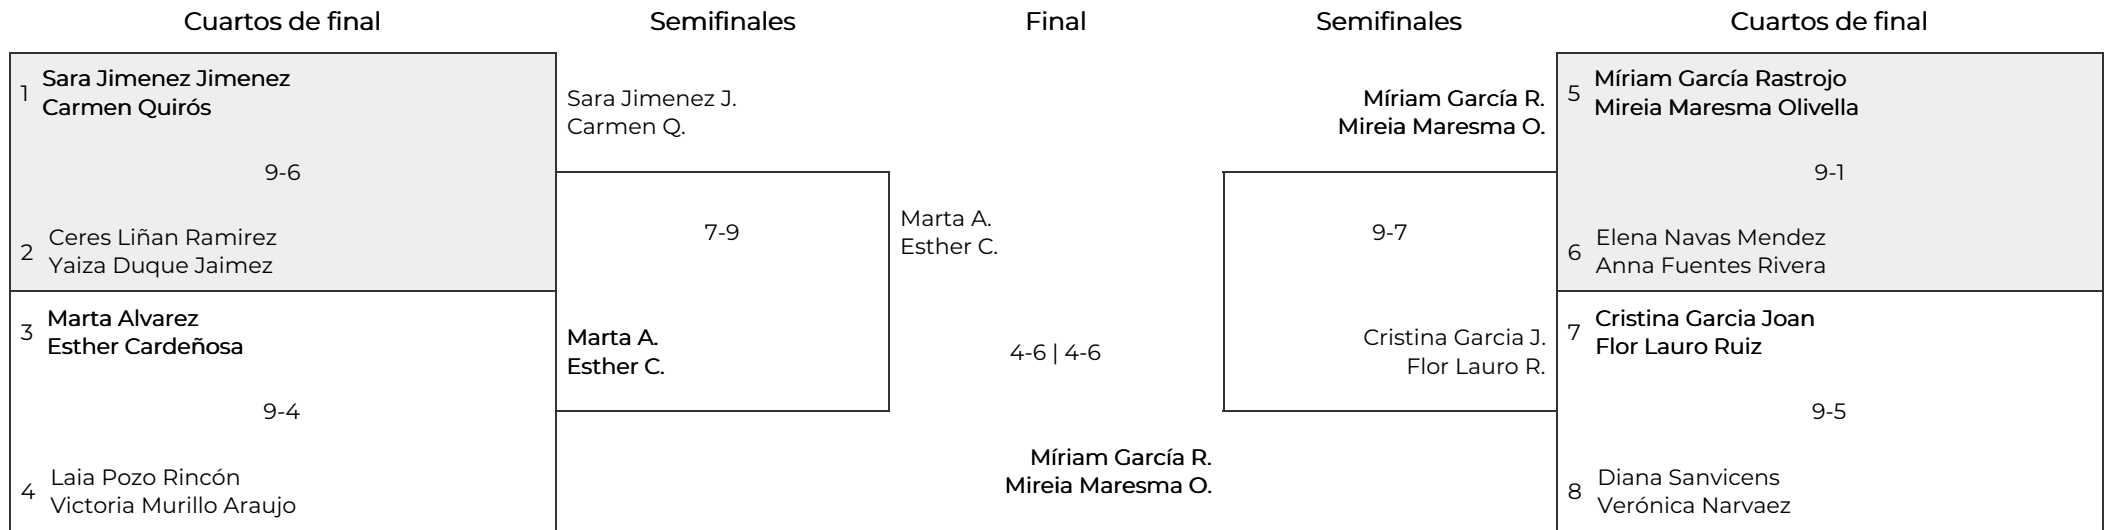 Cuartos de final
Semifinales
Final
Semifinales
Cuartos de final
1
Sara Jimenez Jimenez
Carmen Quirós
9-6
2
Ceres Liñan Ramirez
Yaiza Duque Jaimez
3
Marta Alvarez
Esther Cardeñosa
9-4
4
Laia Pozo Rincón
Victoria Murillo Araujo
Sara Jimenez J.
Carmen Q.
7-9
Marta A.
Esther C.
Marta A.
Esther C.
4-6 | 4-6
Míriam García R.
Mireia Maresma O.
Míriam García R.
Mireia Maresma O.
9-7
Cristina Garcia J.
Flor Lauro R.
5
Míriam García Rastrojo
Mireia Maresma Olivella
9-1
6
Elena Navas Mendez
Anna Fuentes Rivera
7
Cristina Garcia Joan
Flor Lauro Ruiz
9-5
8
Diana Sanvicens
Verónica Narvaez